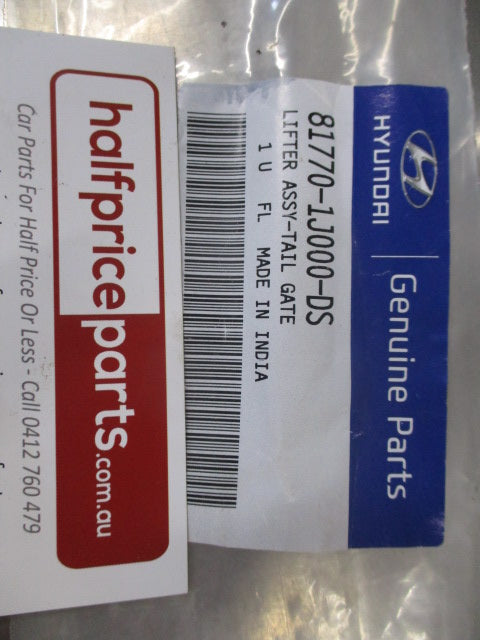 HYUNDAI | Genuine Parts
81770-1J000-DS
LIFTER ASSY-TAIL GATE
1 U FL MADE IN INDIA
halfpriceparts.com.au
Car Parts For Half Price Or Less - Call 0412 760 479